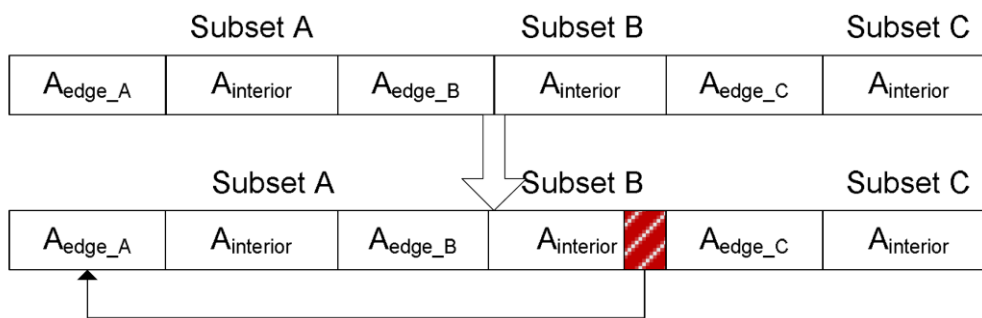 Subset A Subset B Subset C
Aedge_A Ainterior Aedge_B Ainterior Aedge_C Ainterior
Subset A Subset B Subset C
Aedge_A Ainterior Aedge_B Ainterior Aedge_C Ainterior